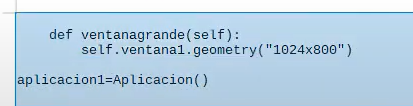 def ventanagrande(self):
self.ventana1.geometry("1024x800")
aplicacion1=Aplicacion()